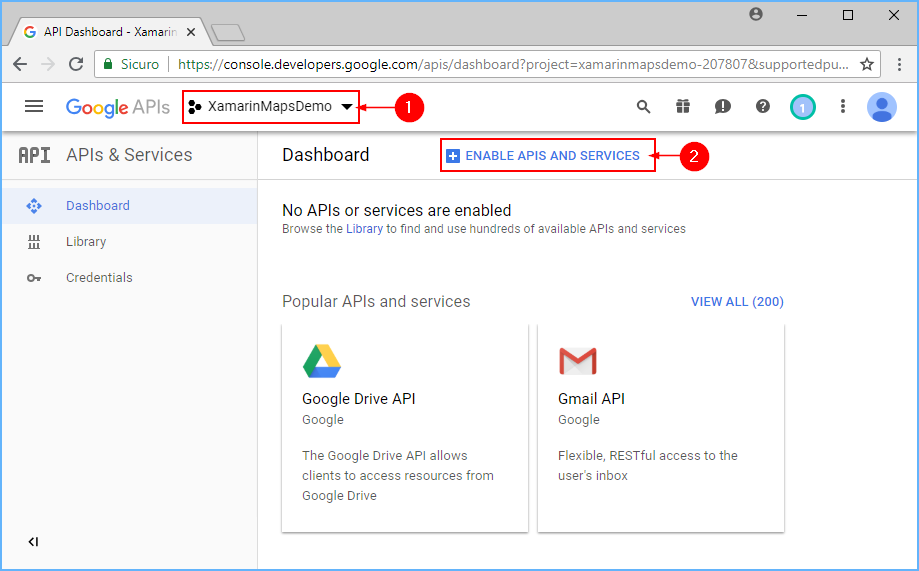 API Dashboard - Xamarin
Sicuro
https://console.developers.google.com/apis/dashboard?project=xamarinmapsdemo-207807&supportedpu...
Google APIs
XamarinMapsDemo
1
1
API APIs & Services
Dashboard
ENABLE APIS AND SERVICES
2
Dashboard
Library
Credentials
No APIs or services are enabled
Browse the Library to find and use hundreds of available APIs and services
Popular APIs and services
VIEW ALL (200)
Google Drive API
Google
The Google Drive API allows
clients to access resources from
Google Drive
Gmail API
Google
Flexible, RESTful access to the
user's inbox